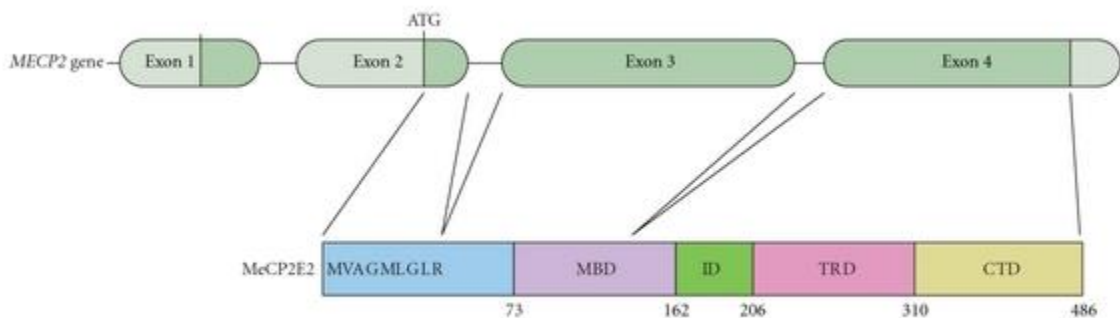 ATG
MECP2 gene Exon 1 Exon 2 Exon 3 Exon 4
MeCP2E2 MVAGMLGLR MBD ID TRD CTD
73 162 206 310 486